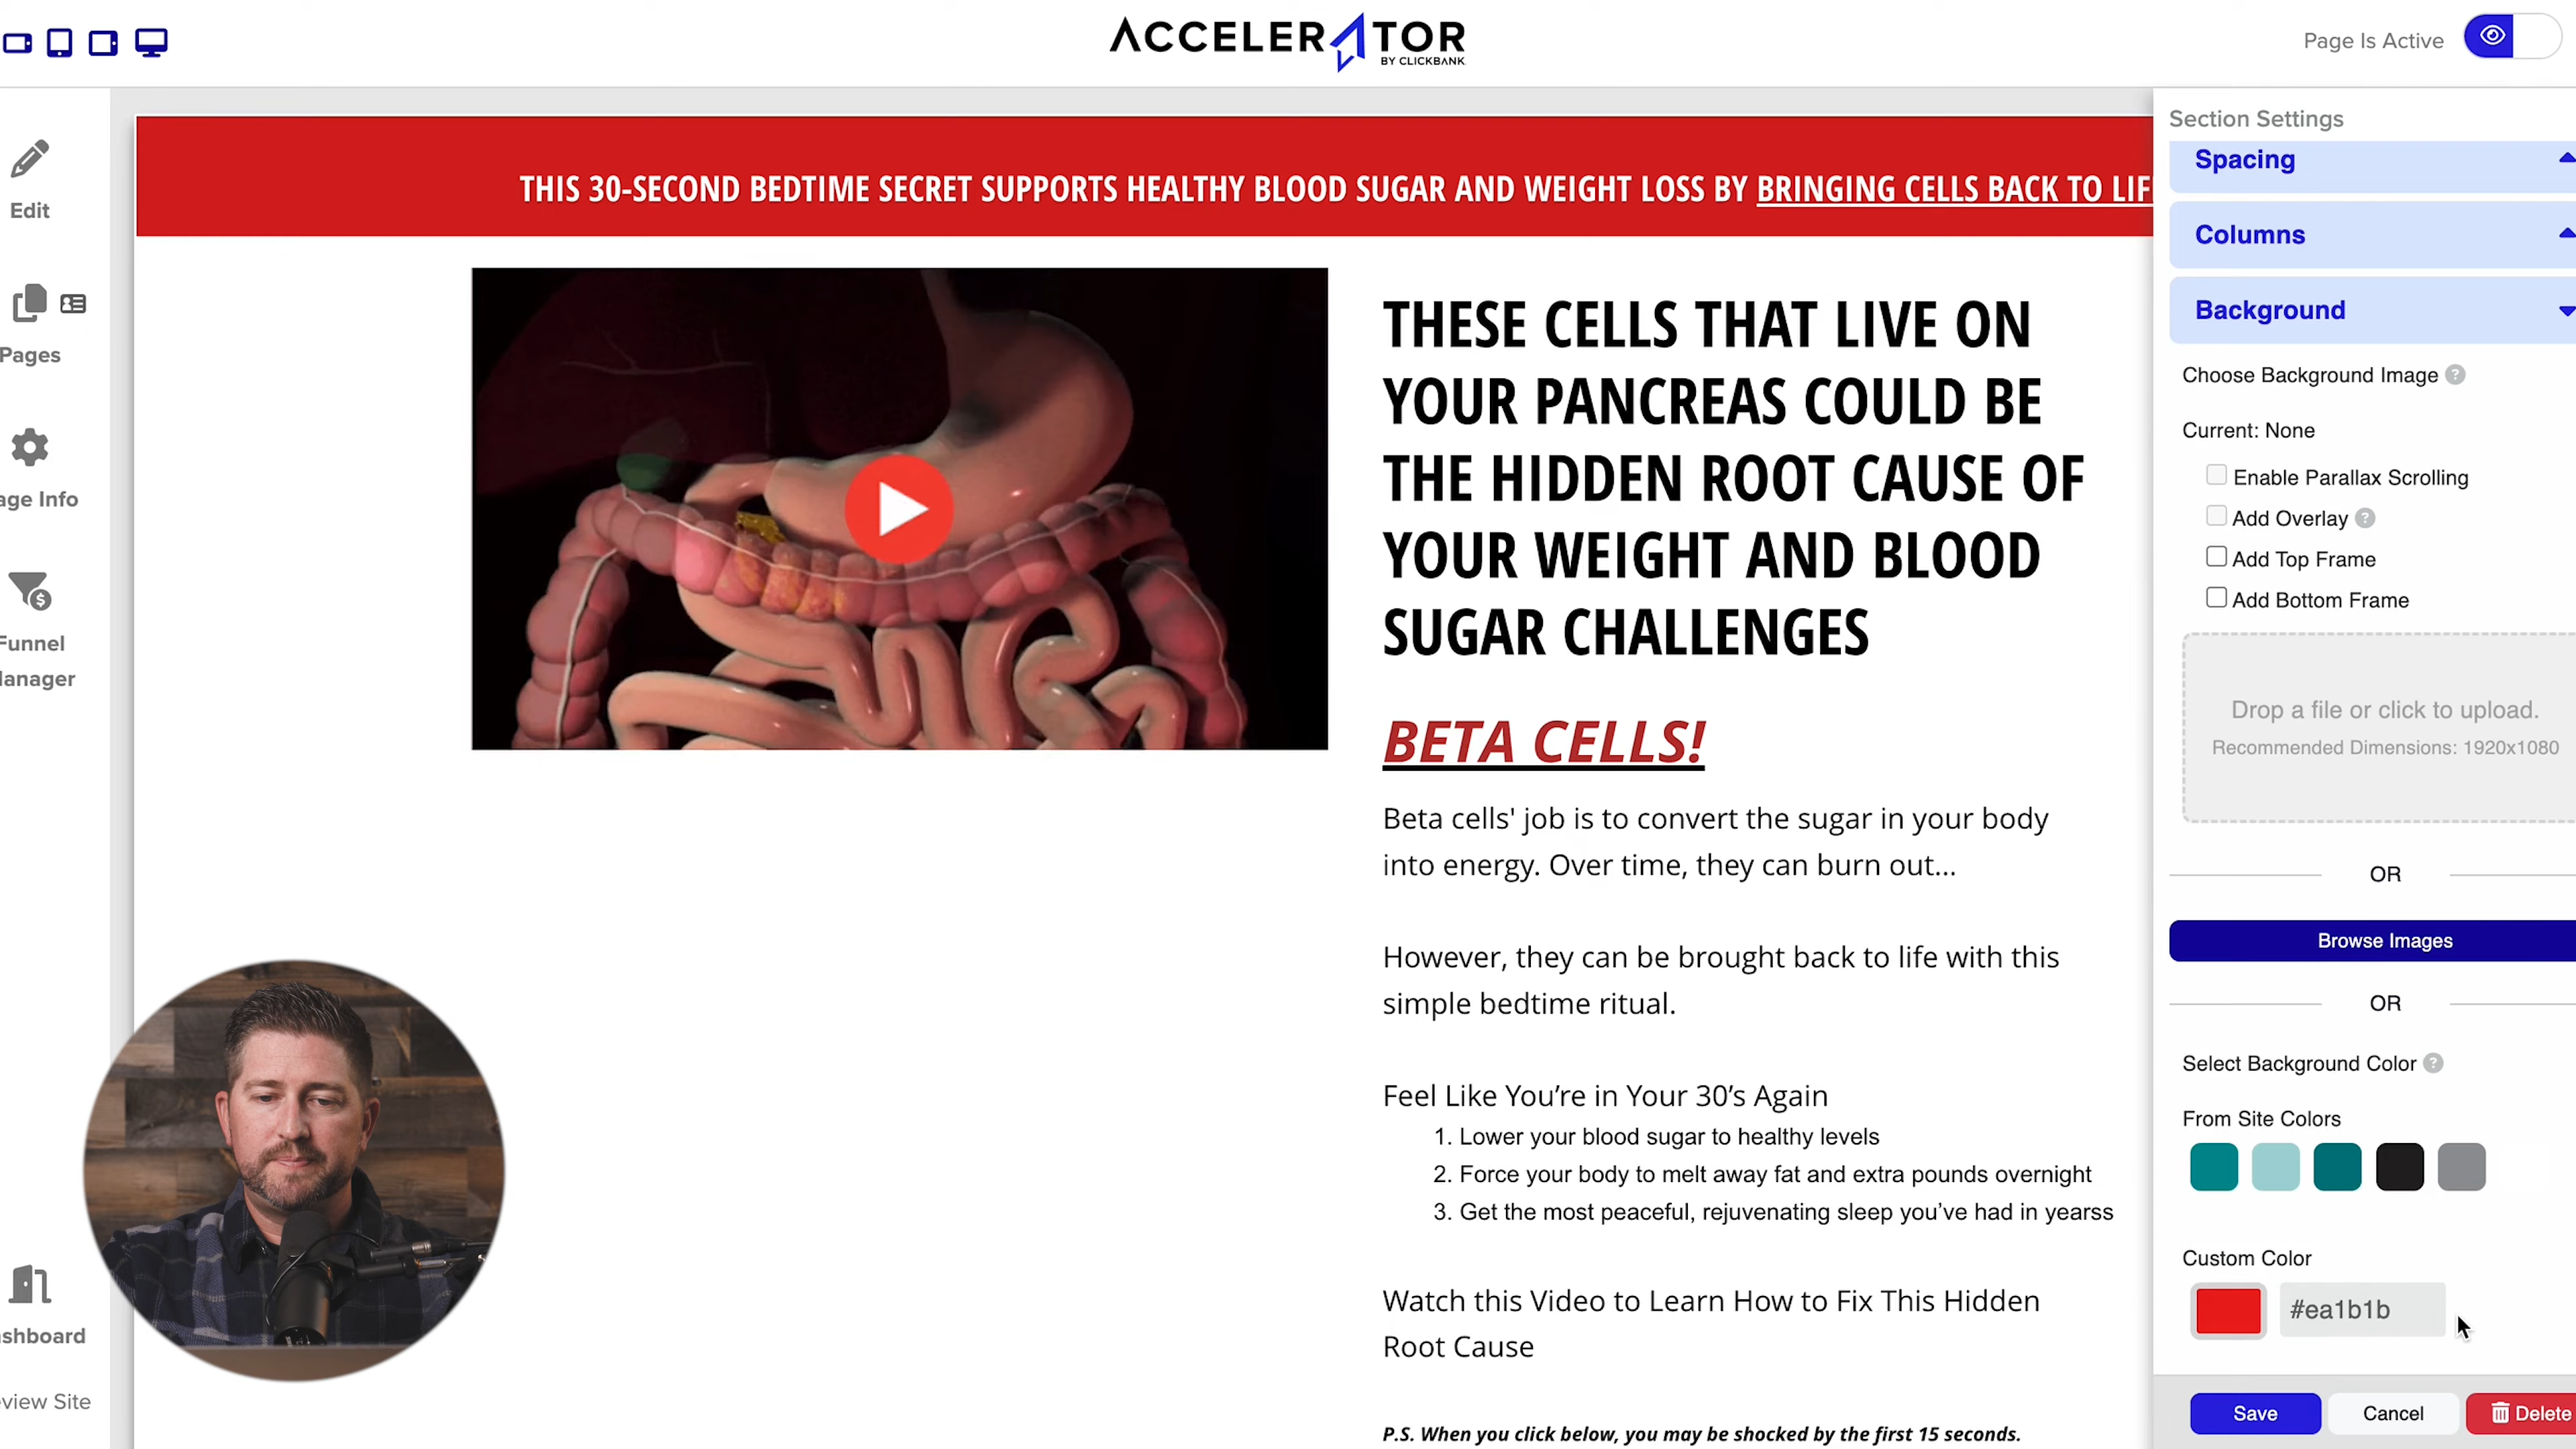 ACCELERATOR
BY CLICKBANK
Page Is Active
Edit
Pages
age Info
Funnel
anager
shboard
view Site
THIS 30-SECOND BEDTIME SECRET SUPPORTS HEALTHY BLOOD SUGAR AND WEIGHT LOSS BY BRINGING CELLS BACK TO LIF
THESE CELLS THAT LIVE ON
YOUR PANCREAS COULD BE
THE HIDDEN ROOT CAUSE OF
YOUR WEIGHT AND BLOOD
SUGAR CHALLENGES
BETA CELLS!
Beta cells' job is to convert the sugar in your body
into energy. Over time, they can burn out...
However, they can be brought back to life with this
simple bedtime ritual.
Feel Like You’re in Your 30’s Again
1. Lower your blood sugar to healthy levels
2. Force your body to melt away fat and extra pounds overnight
3. Get the most peaceful, rejuvenating sleep you’ve had in yearss
Watch this Video to Learn How to Fix This Hidden
Root Cause
P.S. When you click below, you may be shocked by the first 15 seconds.
Section Settings
Spacing
Columns
Background
Choose Background Image ?
Current: None
Enable Parallax Scrolling
Add Overlay ?
Add Top Frame
Add Bottom Frame
Drop a file or click to upload.
Recommended Dimensions: 1920x1080
OR
Browse Images
OR
Select Background Color ?
From Site Colors
Custom Color
#ea1b1b
Save
Cancel
Delete